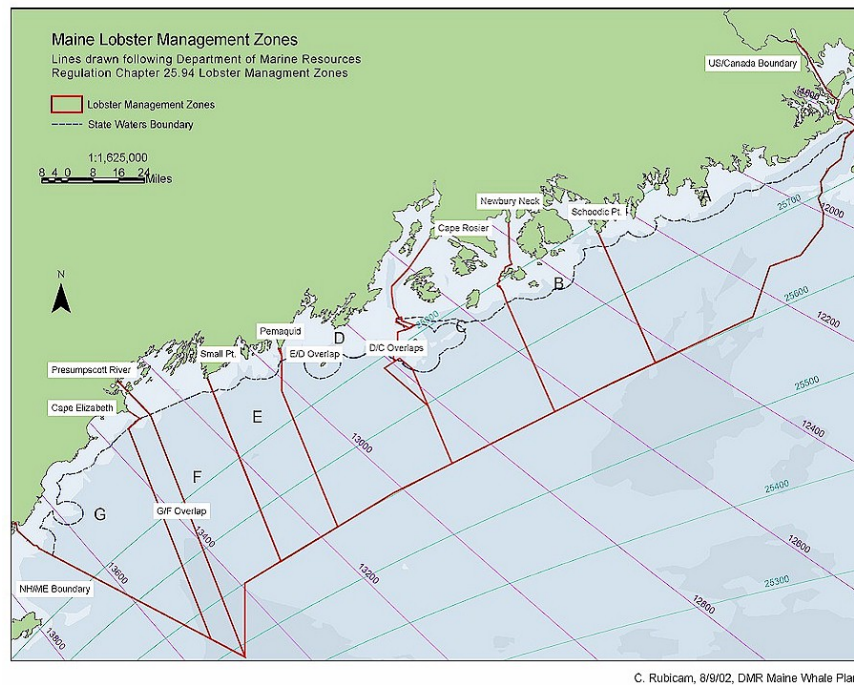 Maine Lobster Management Zones
Lines drawn following Department of Marine Resources
Regulation Chapter 25.94 Lobster Managment Zones
Lobster Management Zones
State Waters Boundary
1:1,625,000
8 4 0 8 16 24
Miles
US/Canada Boundary
11800
A
12000
Newbury Neck
Schoodic Pt.
25700
Cape Rosier
B
25600
12200
N
25800
C
D
Pemaquid
E/D Overlap
D/C Overlaps
Small Pt.
Presumpscott River
25500
Cape Elizabeth
E
13000
12400
F
25400
G
G/F Overlap
13400
13200
12600
13600
25300
NH/ME Boundary
12800
13800
C. Rubicam, 8/9/02, DMR Maine Whale Plan